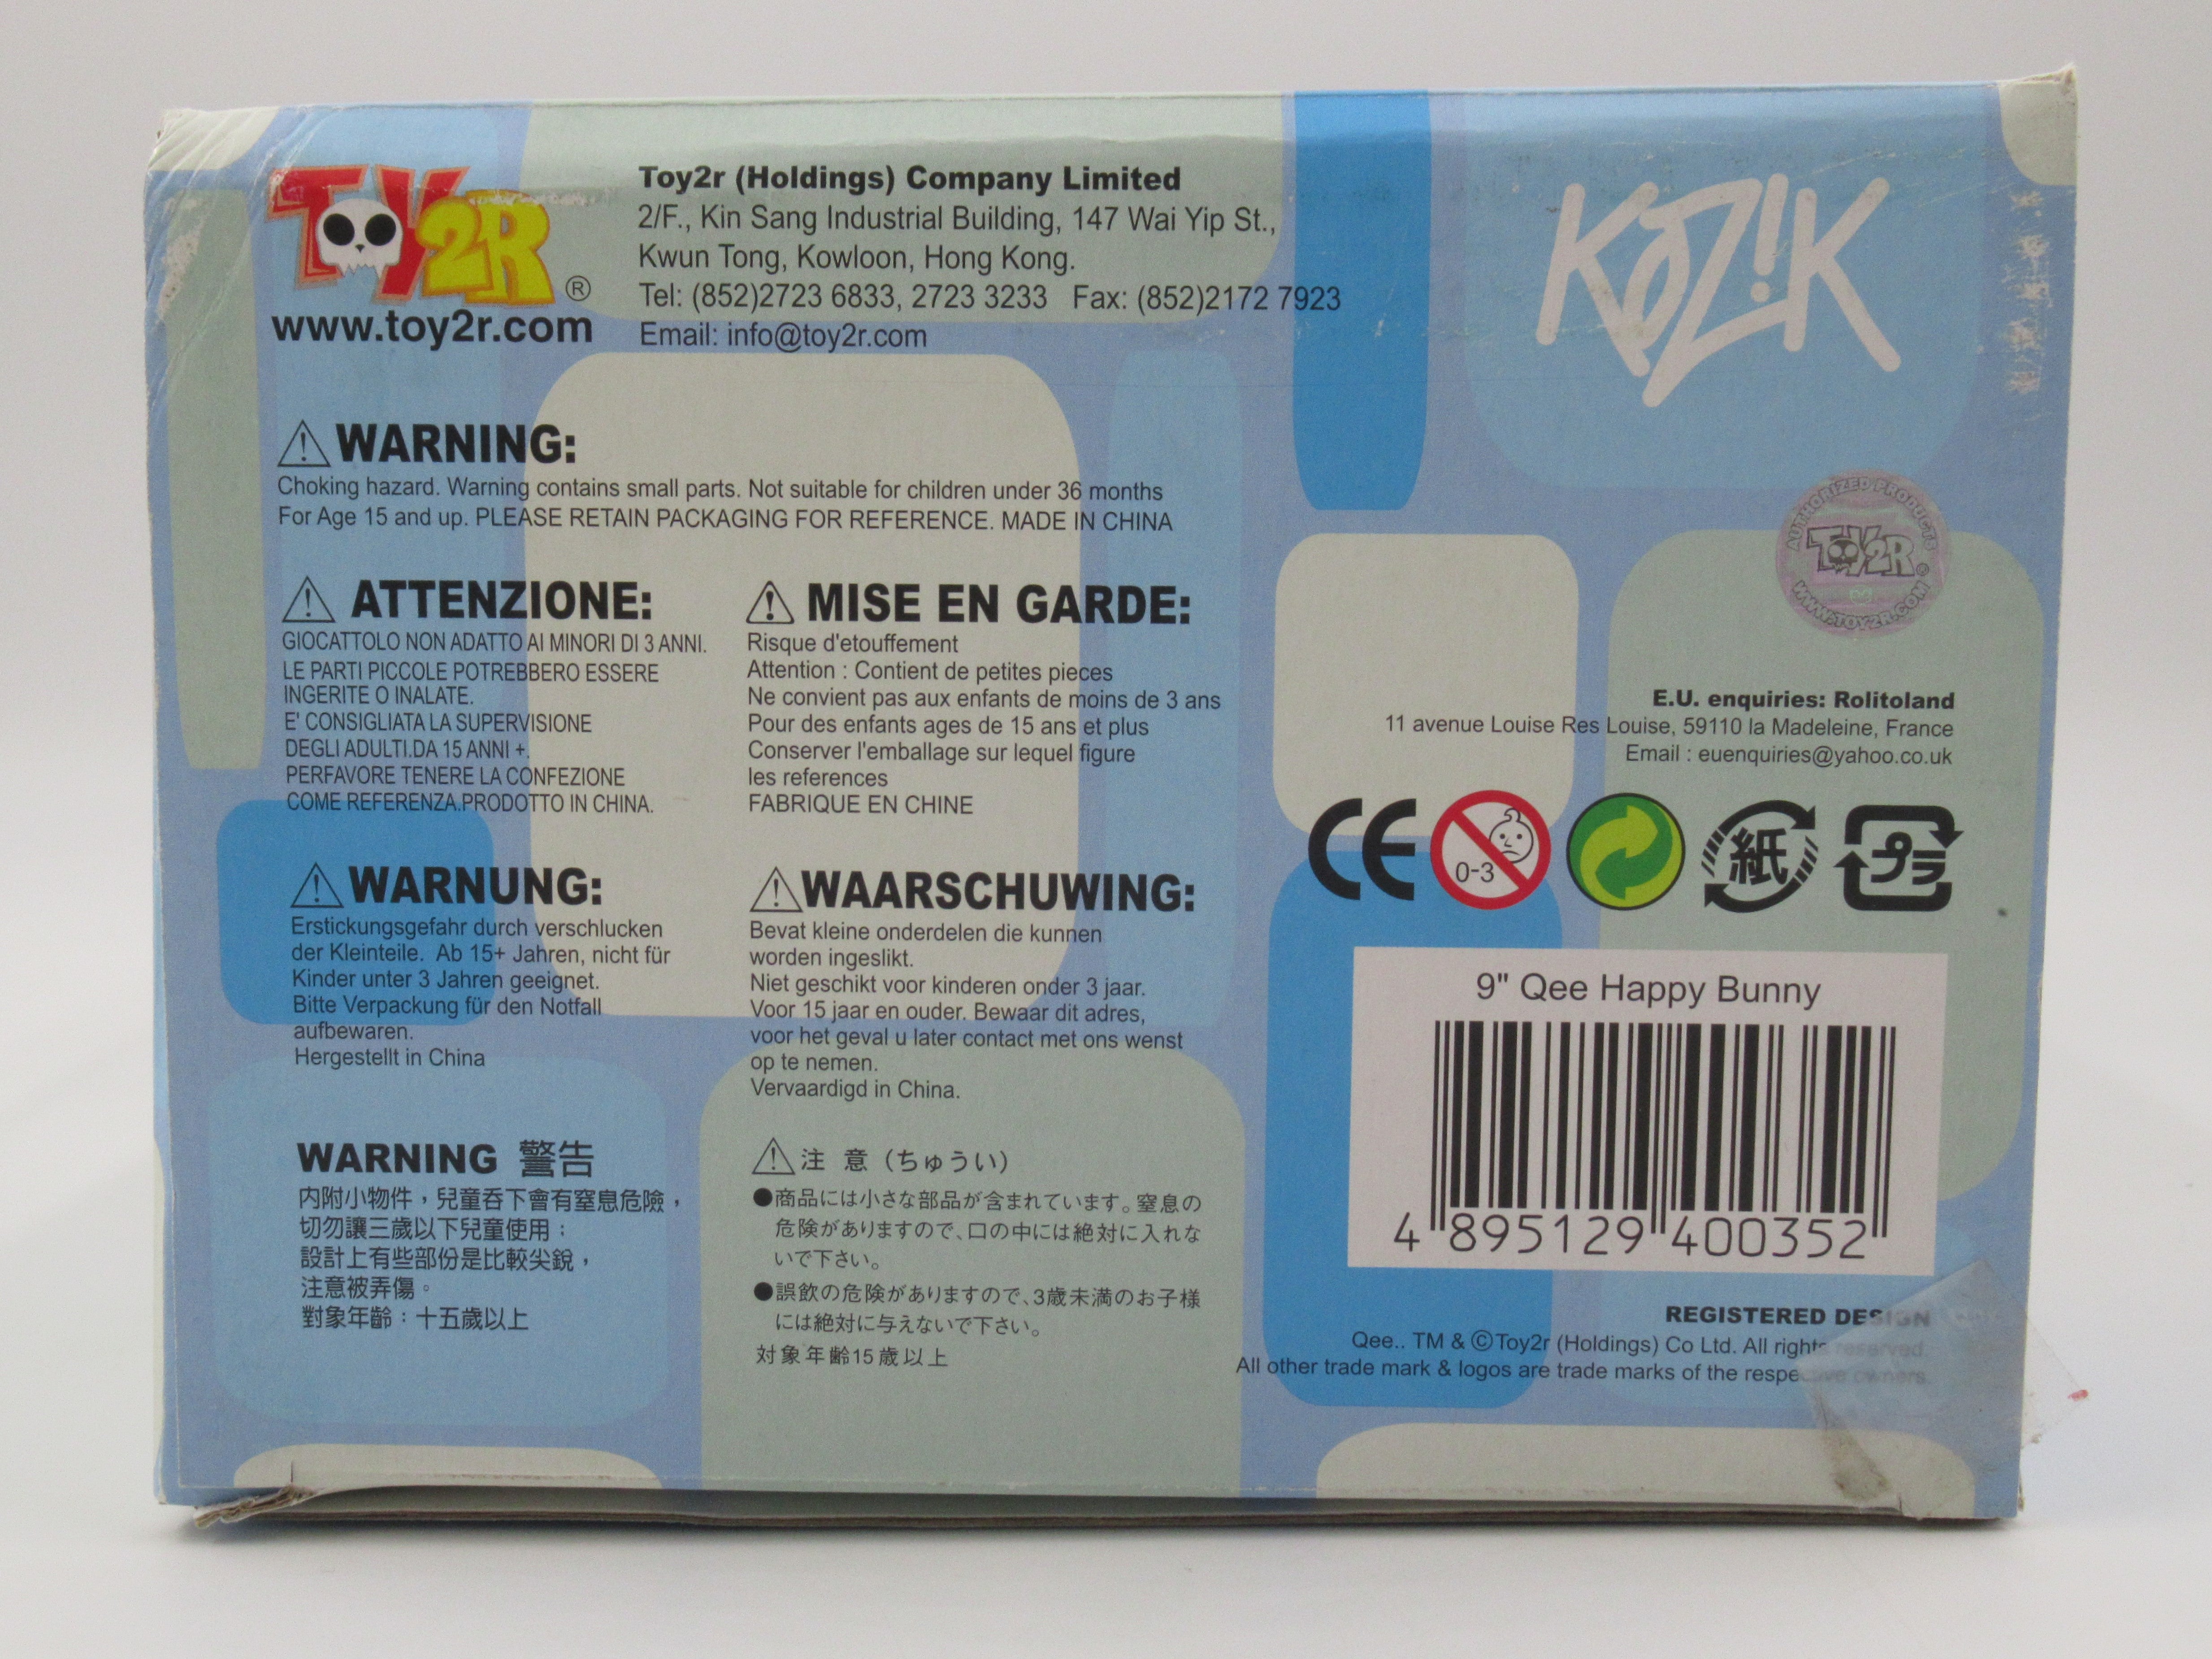 TOY2R ®
www.toy2r.com
Toy2r (Holdings) Company Limited
2/F., Kin Sang Industrial Building, 147 Wai Yip St.,
Kwun Tong, Kowloon, Hong Kong.
Tel: (852)2723 6833, 2723 3233 Fax: (852)2172 7923
Email: info@toy2r.com
KOZIK
WARNING:
Choking hazard. Warning contains small parts. Not suitable for children under 36 months
For Age 15 and up. PLEASE RETAIN PACKAGING FOR REFERENCE. MADE IN CHINA
ATTENZIONE:
GIOCATTOLO NON ADATTO AI MINORI DI 3 ANNI.
LE PARTI PICCOLE POTREBBERO ESSERE
INGERITE O INALATE.
E' CONSIGLIATA LA SUPERVISIONE
DEGLI ADULTI.DA 15 ANNI +.
PERFAVORE TENERE LA CONFEZIONE
COME REFERENZA.PRODOTTO IN CHINA.
MISE EN GARDE:
Risque d'etouffement
Attention : Contient de petites pieces
Ne convient pas aux enfants de moins de 3 ans
Pour des enfants ages de 15 ans et plus
Conserver l'emballage sur lequel figure
les references
FABRIQUE EN CHINE
WARNUNG:
Erstickungsgefahr durch verschlucken
der Kleinteile. Ab 15+ Jahren, nicht für
Kinder unter 3 Jahren geeignet.
Bitte Verpackung für den Notfall
aufbewaren.
Hergestellt in China
WAARSCHUWING:
Bevat kleine onderdelen die kunnen
worden ingeslikt.
Niet geschikt voor kinderen onder 3 jaar.
Voor 15 jaar en ouder. Bewaar dit adres,
voor het geval u later contact met ons wenst
op te nemen.
Vervaardigd in China.
WARNING 警告
內附小物件，兒童吞下會有窒息危險，
切勿讓三歲以下兒童使用；
設計上有些部份是比較尖銳，
注意被弄傷。
對象年齡：十五歲以上
注 意（ちゅうい）
●商品には小さな部品が含まれています。窒息の
危険がありますので、口の中には絶対に入れな
いで下さい。
●誤飲の危険がありますので、3歳未満のお子様
には絶対に与えないで下さい。
対象年齢15歳以上
AUTHORIZED PRODUCTS
TOY2R ®
WWW.TOY2R.COM
E.U. enquiries: Rolitoland
11 avenue Louise Res Louise, 59110 la Madeleine, France
Email : euenquiries@yahoo.co.uk
CE 0-3 紙 プラ
9" Qee Happy Bunny
4 895129 400352
REGISTERED DESIGN
Qee.. TM & ©Toy2r (Holdings) Co Ltd. All rights reserved.
All other trade mark & logos are trade marks of the respective owners.